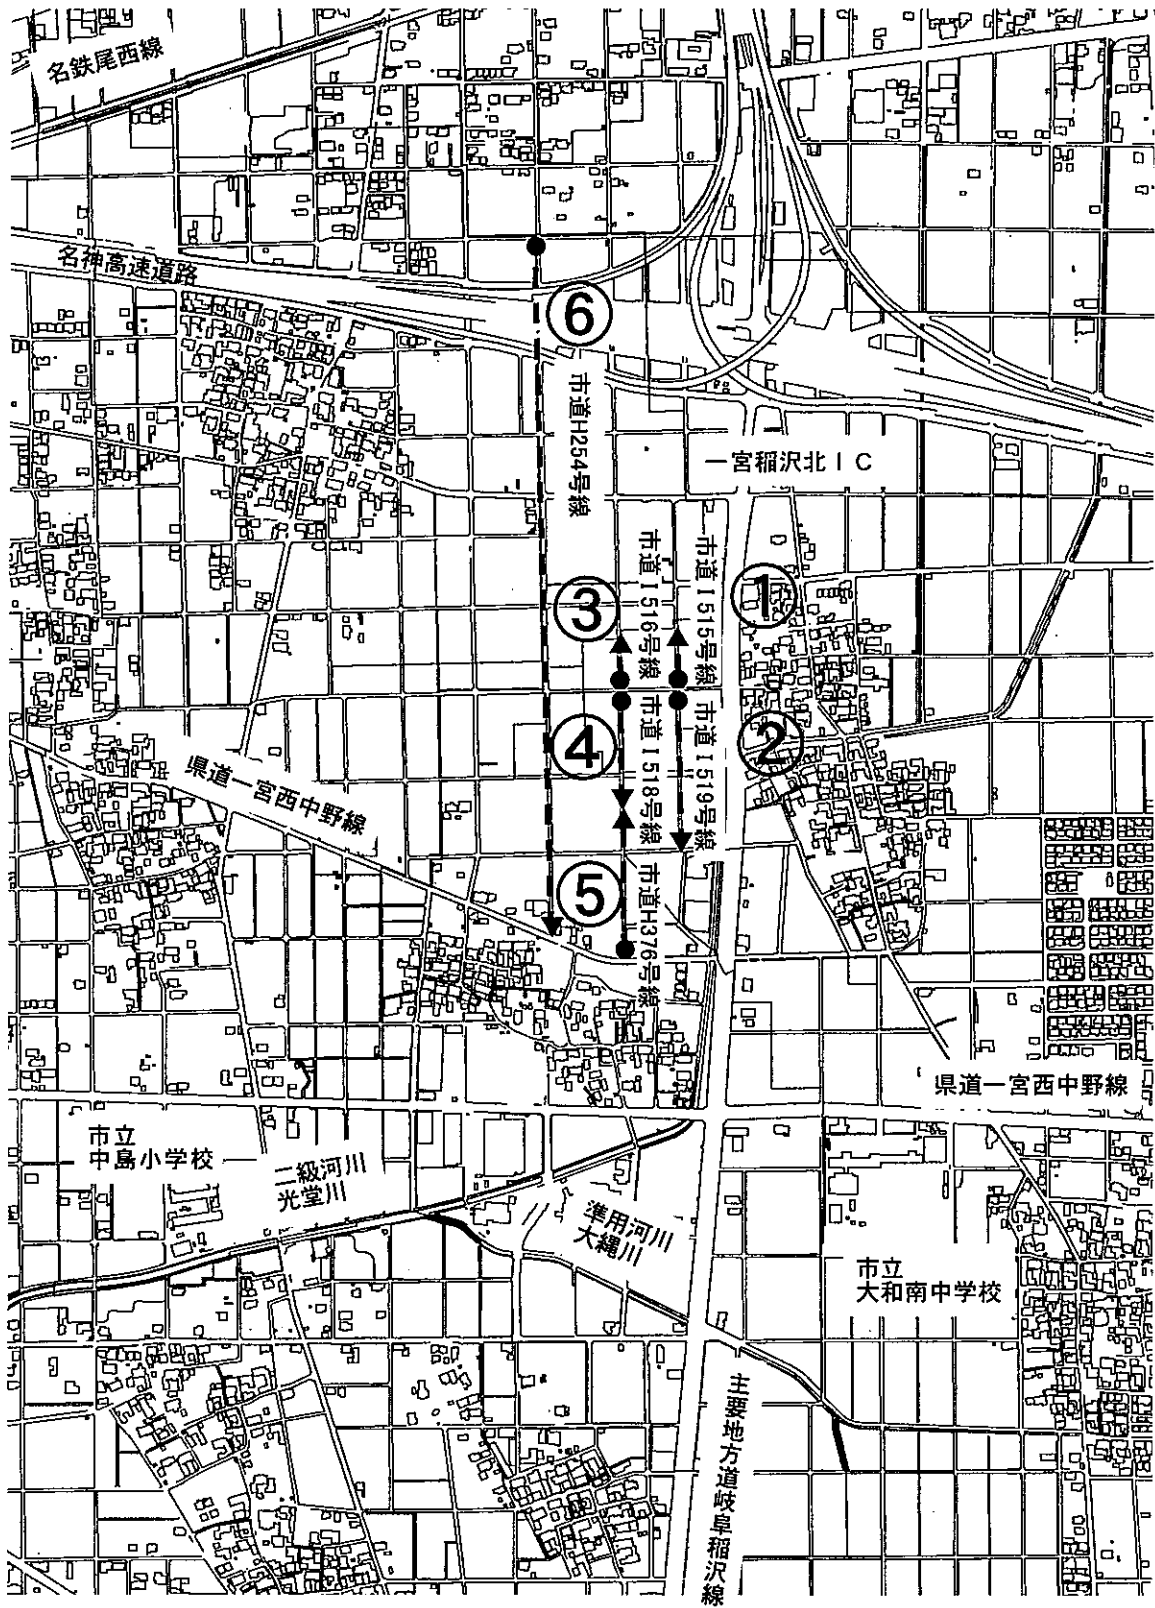 名鉄尾西線
名神高速道路
⑥
市道H254号線
一宮稲沢北IC
市道I516号線
市道I515号線
①
③
市道I518号線
市道I519号線
②
④
県道一宮西中野線
⑤
市道H376号線
県道一宮西中野線
市立
中島小学校
二級河川
光堂川
準用河川
大縄川
市立
大和南中学校
主要地方道岐阜稲沢線